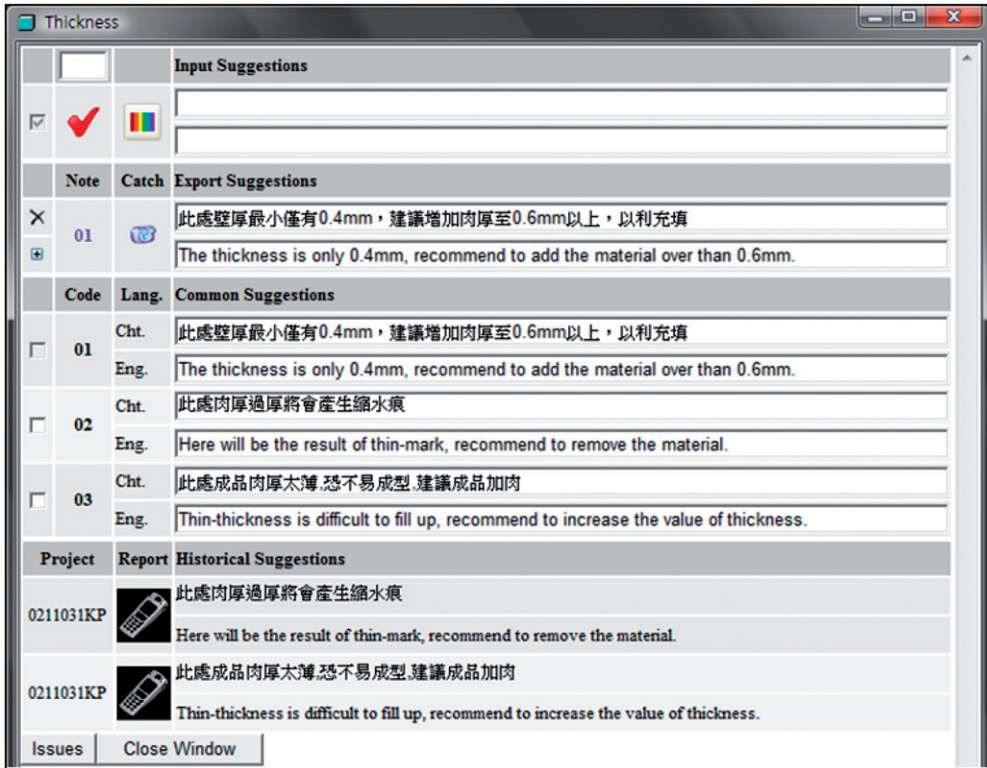 Thickness
Input Suggestions
Note Catch Export Suggestions
01
此處壁厚最小僅有0.4mm，建議增加肉厚至0.6mm以上，以利充填
The thickness is only 0.4mm, recommend to add the material over than 0.6mm.
Code Lang. Common Suggestions
01
Cht. 此處壁厚最小僅有0.4mm，建議增加肉厚至0.6mm以上，以利充填
Eng. The thickness is only 0.4mm, recommend to add the material over than 0.6mm.
02
Cht. 此處肉厚過厚將會產生縮水痕
Eng. Here will be the result of thin-mark, recommend to remove the material.
03
Cht. 此處成品肉厚太薄,恐不易成型,建議成品加肉
Eng. Thin-thickness is difficult to fill up, recommend to increase the value of thickness.
Project Report Historical Suggestions
0211031KP
此處肉厚過厚將會產生縮水痕
Here will be the result of thin-mark, recommend to remove the material.
0211031KP
此處成品肉厚太薄,恐不易成型,建議成品加肉
Thin-thickness is difficult to fill up, recommend to increase the value of thickness.
Issues Close Window